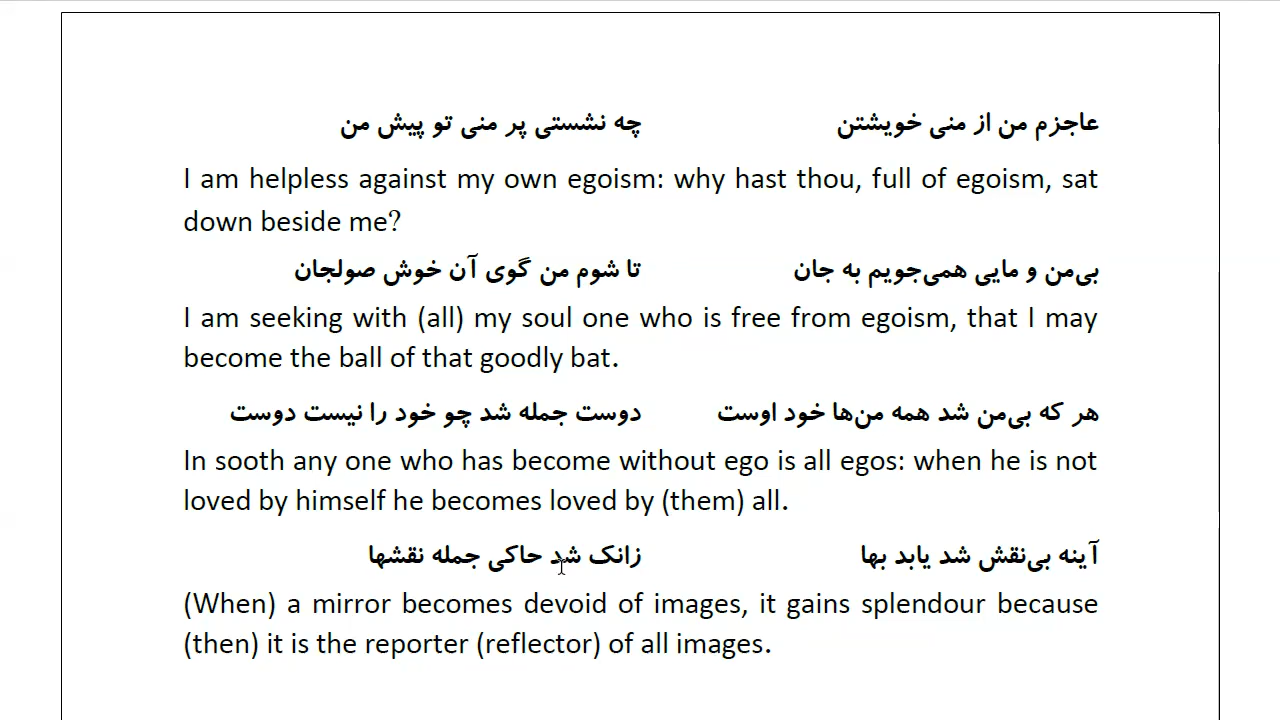 عاجزم من از منی خویشتن چه نشستی پر منی تو پیش من
I am helpless against my own egoism: why hast thou, full of egoism, sat
down beside me?
بی‌من و مایی همی‌جویم به جان تا شوم من گوی آن خوش صولجان
I am seeking with (all) my soul one who is free from egoism, that I may
become the ball of that goodly bat.
هر که بی‌من شد همه من‌ها خود اوست دوست جمله شد چو خود را نیست دوست
In sooth any one who has become without ego is all egos: when he is not
loved by himself he becomes loved by (them) all.
آینه بی‌نقش شد یابد بها زانک شد حاکی جمله نقشها
(When) a mirror becomes devoid of images, it gains splendour because
(then) it is the reporter (reflector) of all images.